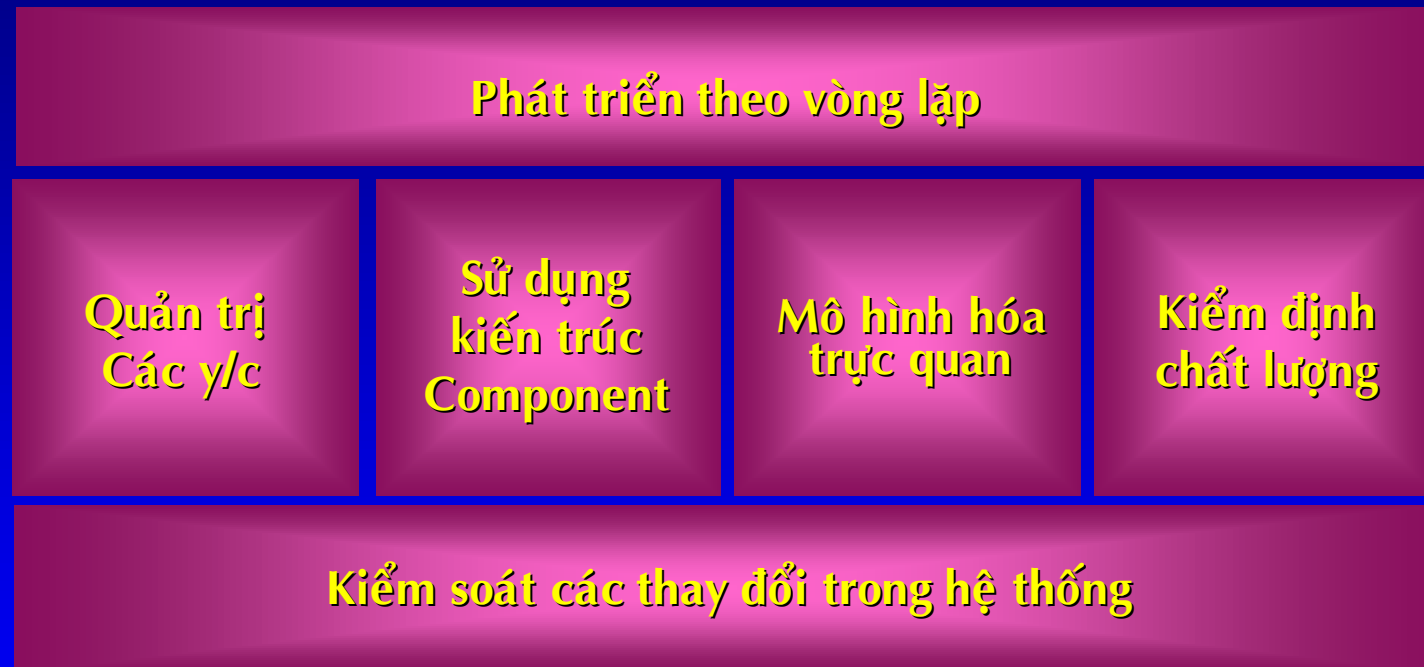 Phát triển theo vòng lặp
Quản trị
Các y/c
Sử dụng
kiến trúc
Component
Mô hình hóa
trực quan
Kiểm định
chất lượng
Kiểm soát các thay đổi trong hệ thống